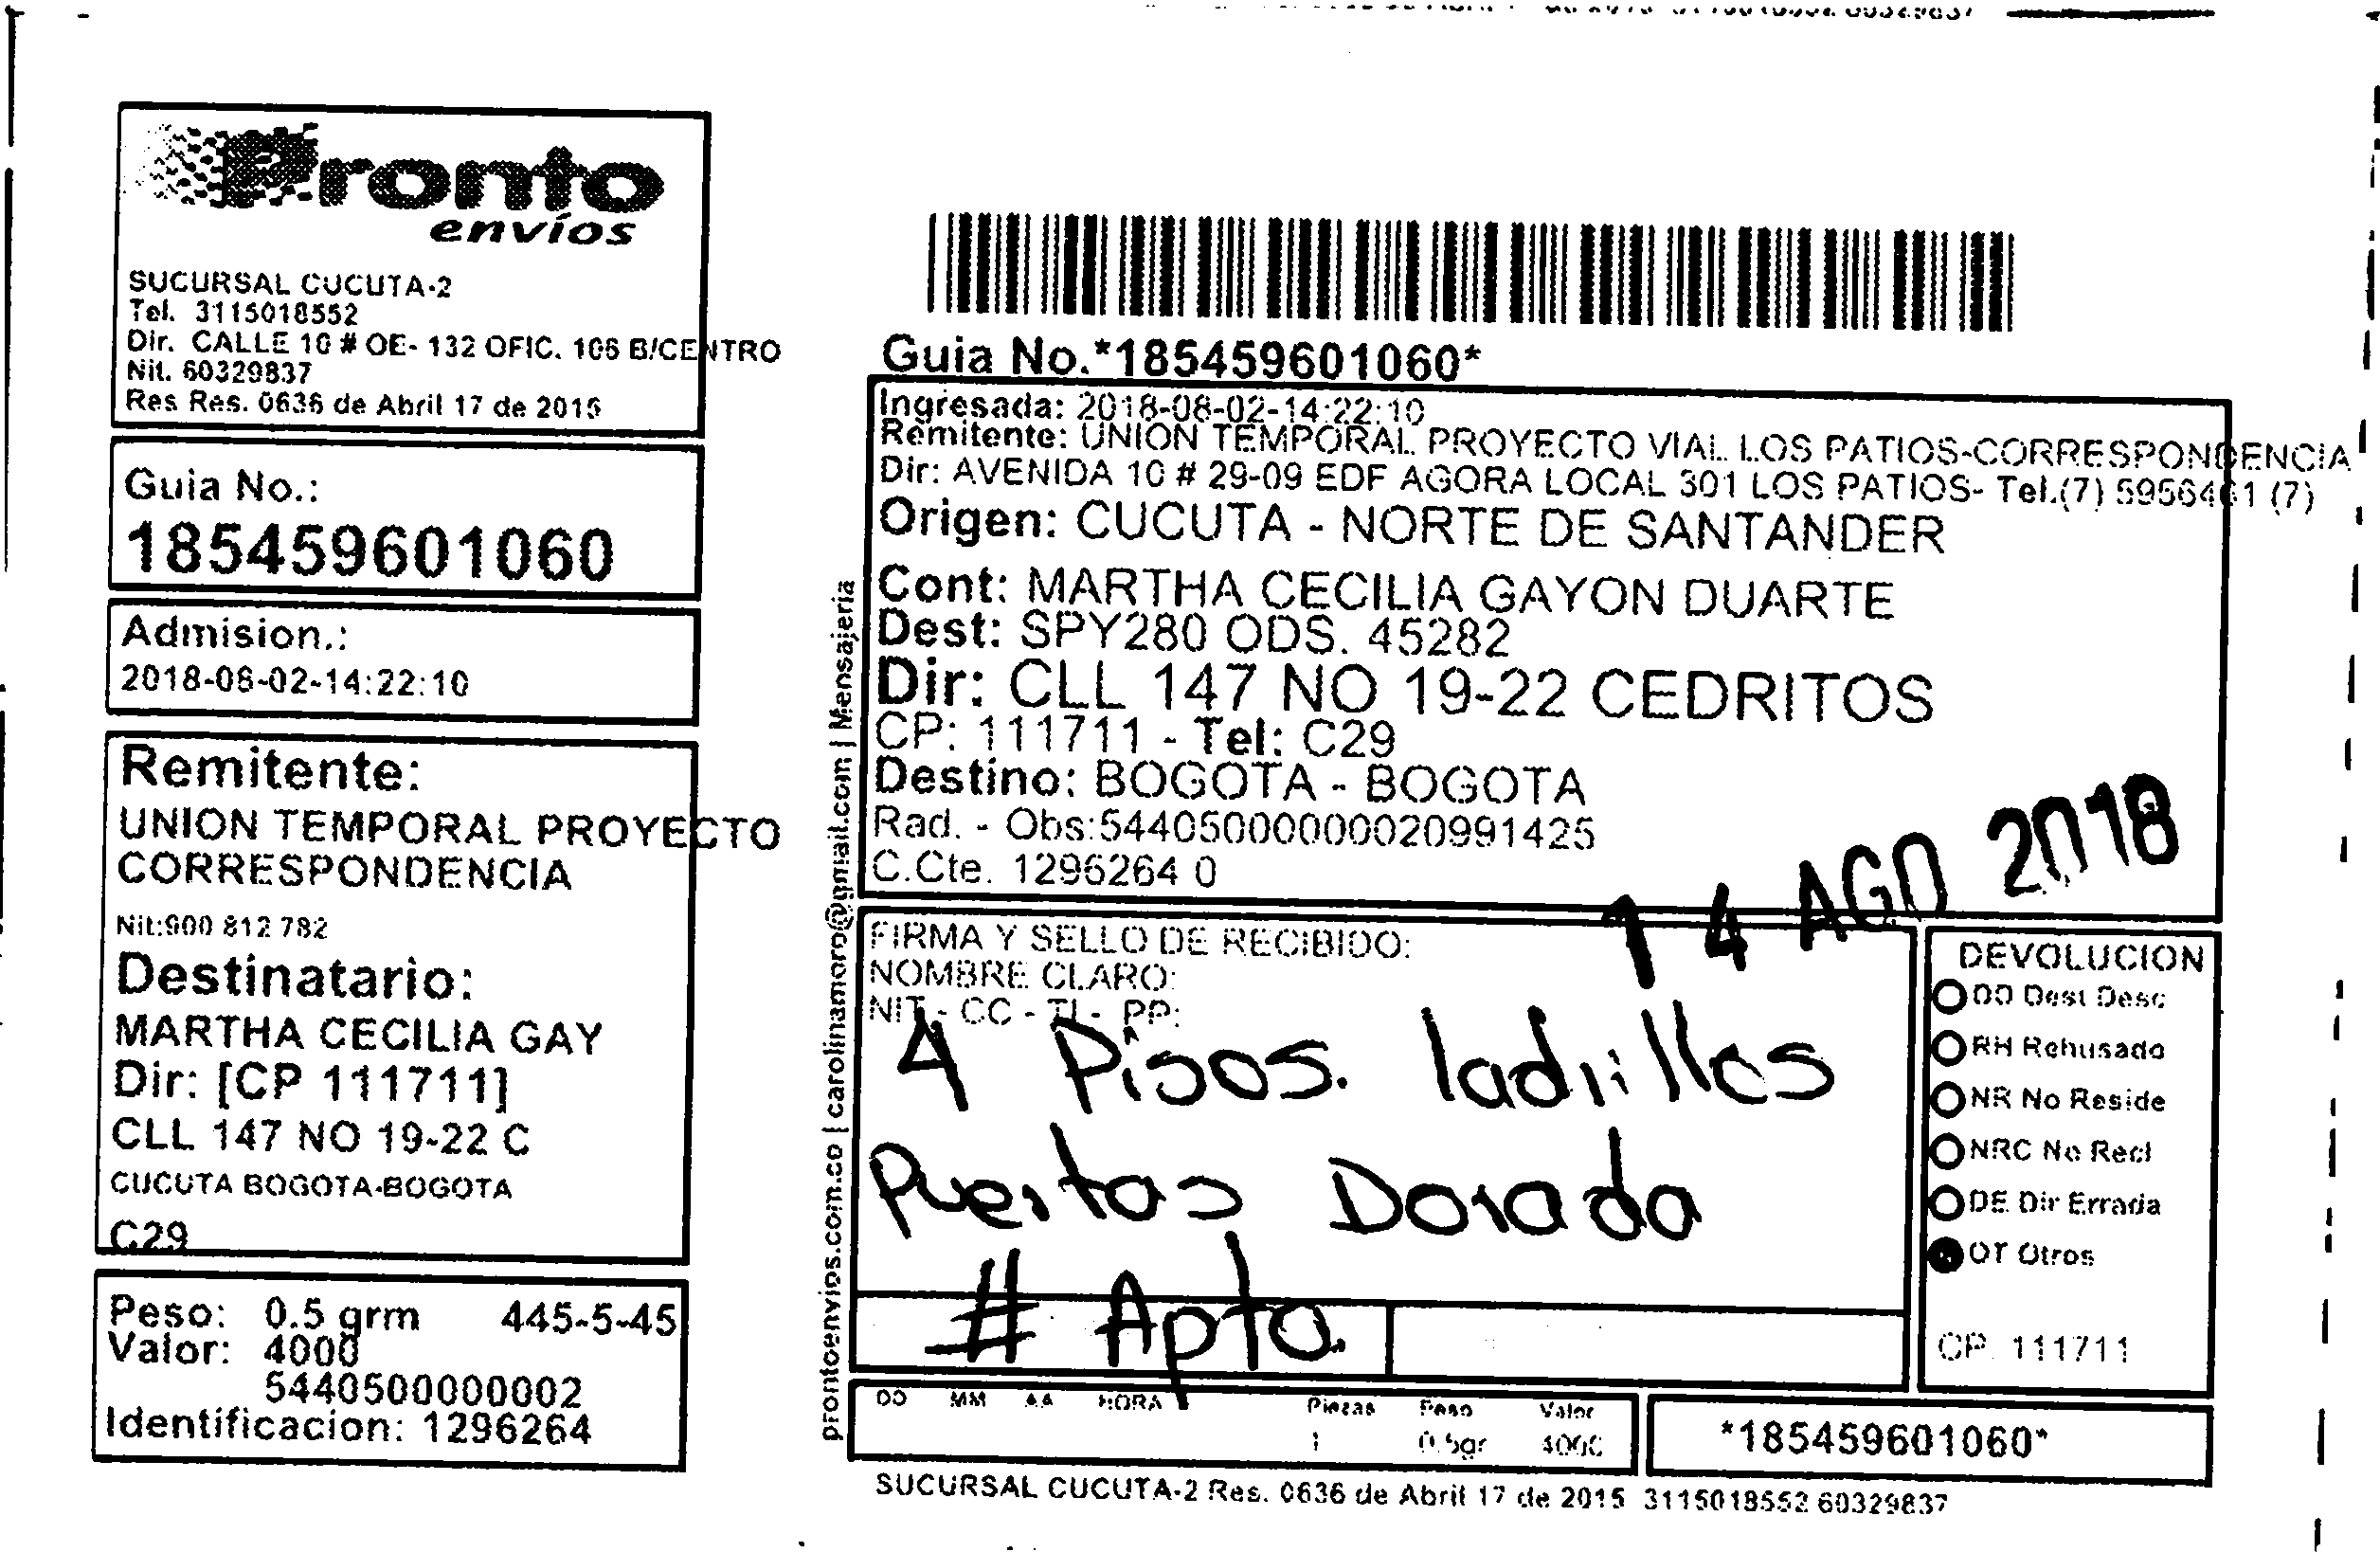 Pronto
envíos
SUCURSAL CUCUTA-2
Tel. 3115018552
Dir. CALLE 10 # OE- 132 OFIC. 106 B/CENTRO
Nit. 60329837
Res Res. 0636 de Abril 17 de 2015
Guia No.:
185459601060
Admision.:
2018-08-02-14:22:10
Remitente:
UNION TEMPORAL PROYECTO
CORRESPONDENCIA
Nit:900 812 782
Destinatario:
MARTHA CECILIA GAY
Dir: [CP 111711]
CLL 147 NO 19-22 C
CUCUTA BOGOTA-BOGOTA
C29
Peso: 0.5 grm 445-5-45
Valor: 4000
5440500000002
Identificacion: 1296264
prontoenvios.com.co | carolinamoro@gmail.com | Mensajeria
Guia No.*185459601060*
Ingresada: 2018-08-02-14:22:10
Remitente: UNION TEMPORAL PROYECTO VIAL LOS PATIOS-CORRESPONDENCIA
Dir: AVENIDA 10 # 29-09 EDF AGORA LOCAL 301 LOS PATIOS- Tel.(7) 5956461 (7)
Origen: CUCUTA - NORTE DE SANTANDER
Cont: MARTHA CECILIA GAYON DUARTE
Dest: SPY280 ODS. 45282
Dir: CLL 147 NO 19-22 CEDRITOS
CP: 111711 - Tel: C29
Destino: BOGOTA - BOGOTA
Rad. - Obs:54405000000020991425
C.Cte. 1296264 0
14 AGO 2018
FIRMA Y SELLO DE RECIBIDO:
NOMBRE CLARO:
NIT - CC - TI - PP:
4 Pisos. ladrillos
Puertas Dorada
# Apto.
DEVOLUCION
DD Dest Desc
RH Rehusado
NR No Reside
NRC No Recl
DE Dir Errada
OT Otros
CP. 111711
DD MM AA HORA Piezas Peso Valor
1 0.5gr 4000
*185459601060*
SUCURSAL CUCUTA-2 Res. 0636 de Abril 17 de 2015 3115018552 60329837